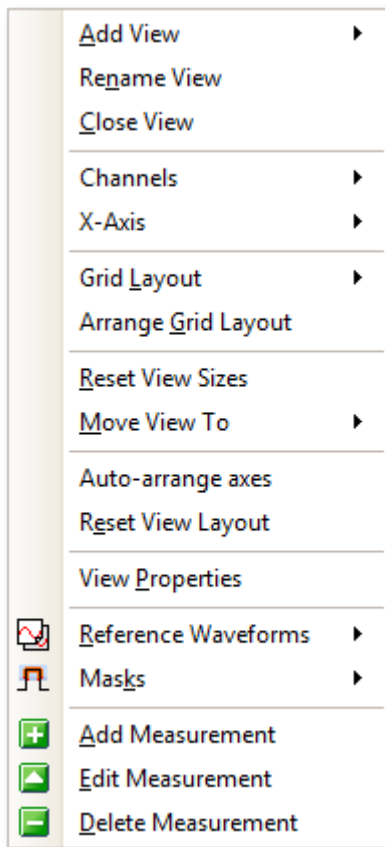 Add View
Rename View
Close View
Channels
X-Axis
Grid Layout
Arrange Grid Layout
Reset View Sizes
Move View To
Auto-arrange axes
Reset View Layout
View Properties
Reference Waveforms
Masks
Add Measurement
Edit Measurement
Delete Measurement